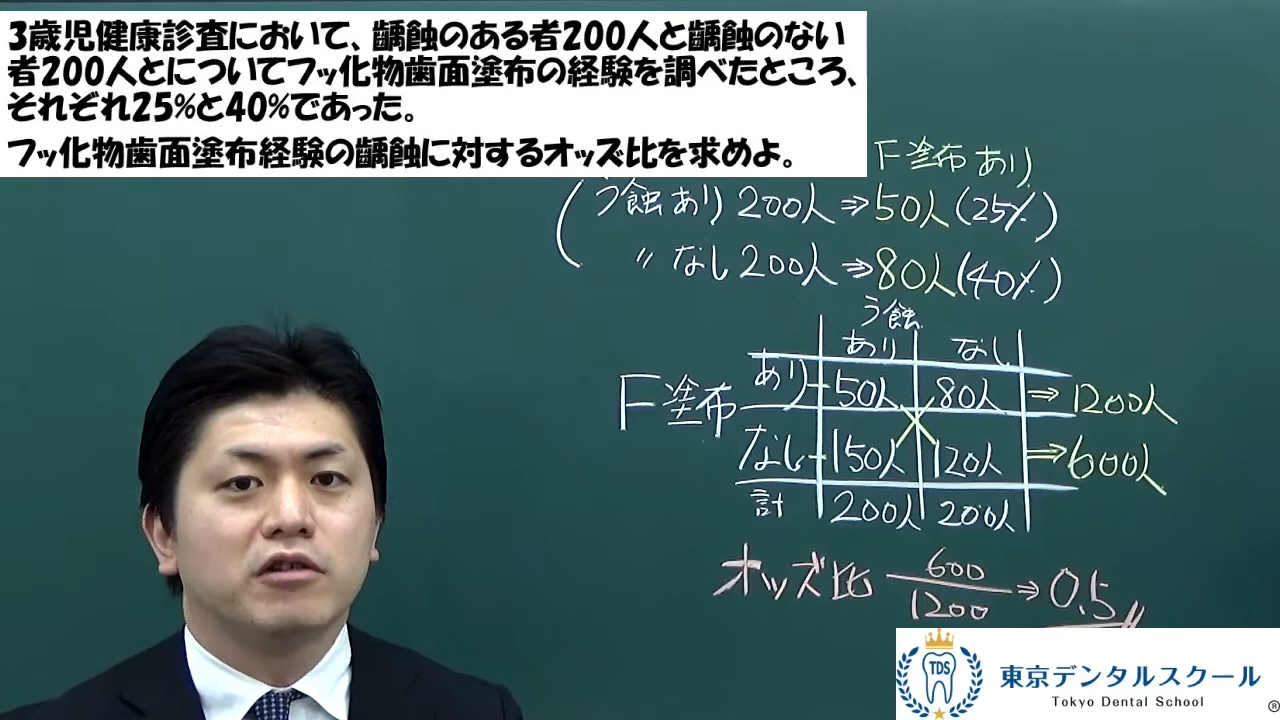 3歳児健康診査において、齲蝕のある者200人と齲蝕のない
者200人とについてフッ化物歯面塗布の経験を調べたところ、
それぞれ25%と40%であった。
フッ化物歯面塗布経験の齲蝕に対するオッズ比を求めよ。
F塗布あり
う蝕あり 200人⇒50人(25%)
〃 なし 200人⇒80人(40%)
う蝕
あり なし
F塗布
あり 50人 80人 ⇒ 1200人
なし 150人 120人 ⇒ 600人
計 200人 200人
オッズ比 600/1200 ⇒ 0.5
TDS
東京デンタルスクール
Tokyo Dental School
®